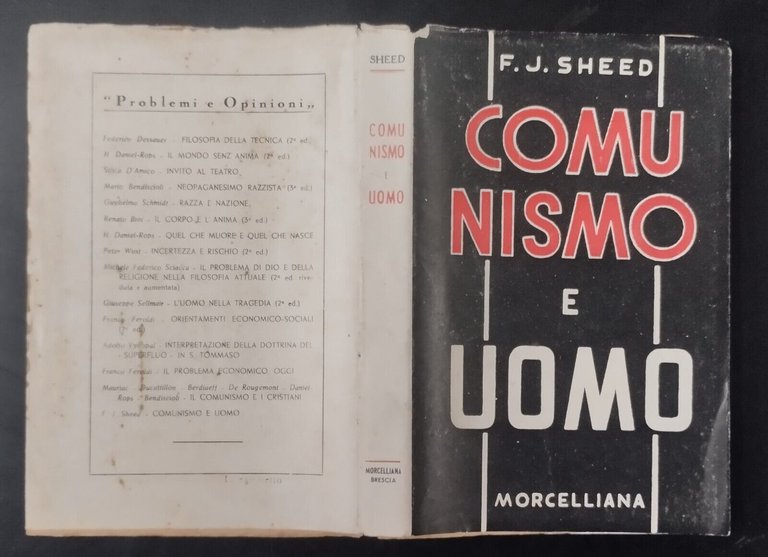 "Problemi e Opinioni„
Federico Dessauer - FILOSOFIA DELLA TECNICA (2ª ed.
H. Daniel-Rops - IL MONDO SENZ'ANIMA (2ª ed.)
Silvio D'Amico - INVITO AL TEATRO
Mario Bendiscioli - NEOPAGANESIMO RAZZISTA (3ª ed.)
Guglielmo Schmidt - RAZZA E NAZIONE
Renato Biot - IL CORPO E L'ANIMA (3ª ed.)
H. Daniel-Rops - QUEL CHE MUORE E QUEL CHE NASCE
Peter Wust - INCERTEZZA E RISCHIO (2ª ed.)
Michele Federico Sciacca - IL PROBLEMA DI DIO E DELLA
RELIGIONE NELLA FILOSOFIA ATTUALE (2ª ed. rive-
duta e aumentata)
Giuseppe Sellmair - L'UOMO NELLA TRAGEDIA (2ª ed.)
Franco Feroldi - ORIENTAMENTI ECONOMICO-SOCIALI
(2ª ed.)
INTERPRETAZIONE DELLA DOTTRINA DEL
SUPERFLUO - IN S. TOMMASO
Franco Feroldi - IL PROBLEMA ECONOMICO OGGI
Mauriac - Ducattillon - Berdiaeff - De Rougemont - Daniel-
Rops - Bendiscioli - IL COMUNISMO E I CRISTIANI
F. J. Sheed - COMUNISMO E UOMO
SHEED
COMU
NISMO
E
UOMO
MORCELLIANA
BRESCIA
F. J. SHEED
COMU
NISMO
E
UOMO
MORCELLIANA